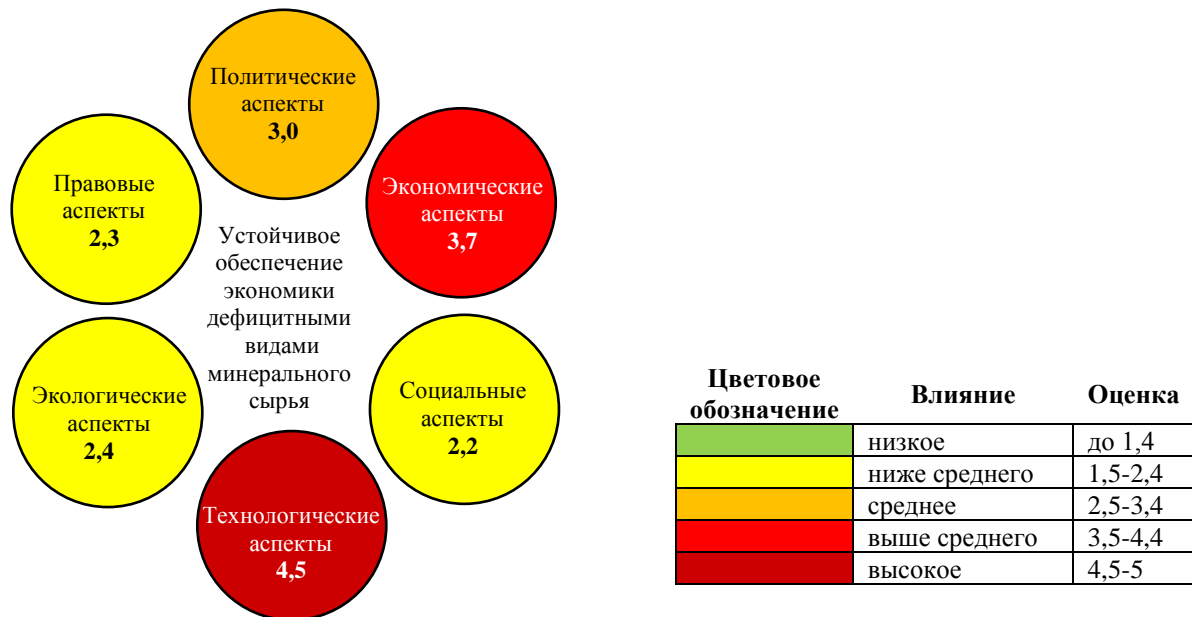 Политические
аспекты
3,0
Экономические
аспекты
3,7
Социальные
аспекты
2,2
Технологические
аспекты
4,5
Экологические
аспекты
2,4
Правовые
аспекты
2,3
Устойчивое
обеспечение
экономики
дефицитными
видами
минерального
сырья
Цветовое обозначение Влияние Оценка
низкое до 1,4
ниже среднего 1,5-2,4
среднее 2,5-3,4
выше среднего 3,5-4,4
высокое 4,5-5